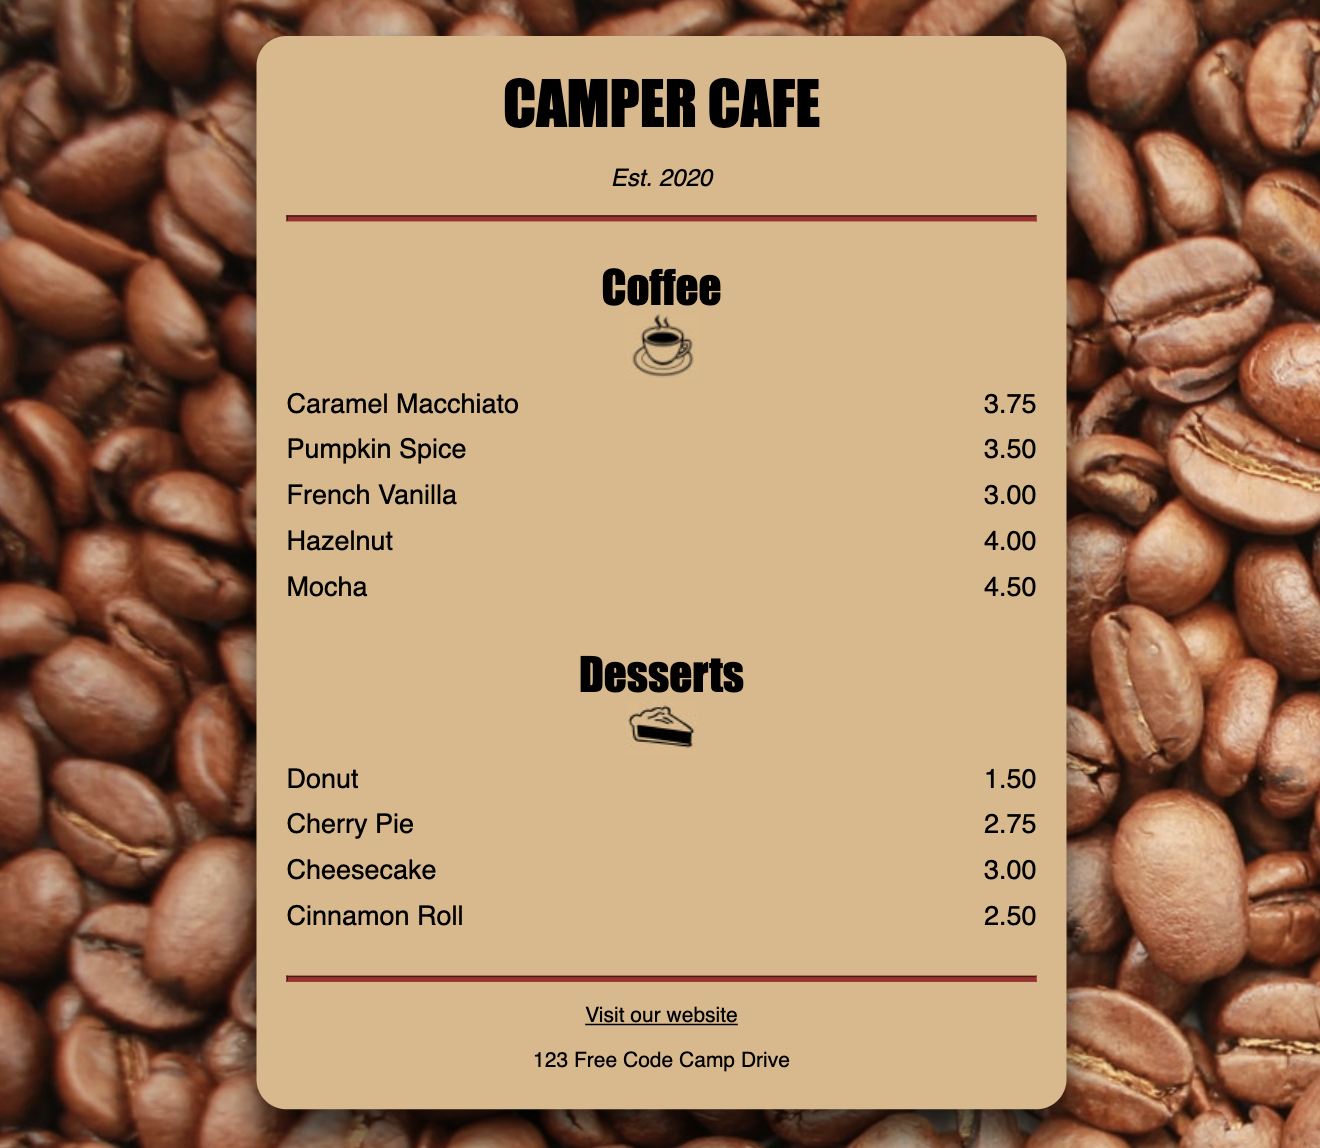 CAMPER CAFE
Est. 2020
Coffee
Caramel Macchiato 3.75
Pumpkin Spice 3.50
French Vanilla 3.00
Hazelnut 4.00
Mocha 4.50
Desserts
Donut 1.50
Cherry Pie 2.75
Cheesecake 3.00
Cinnamon Roll 2.50
Visit our website
123 Free Code Camp Drive